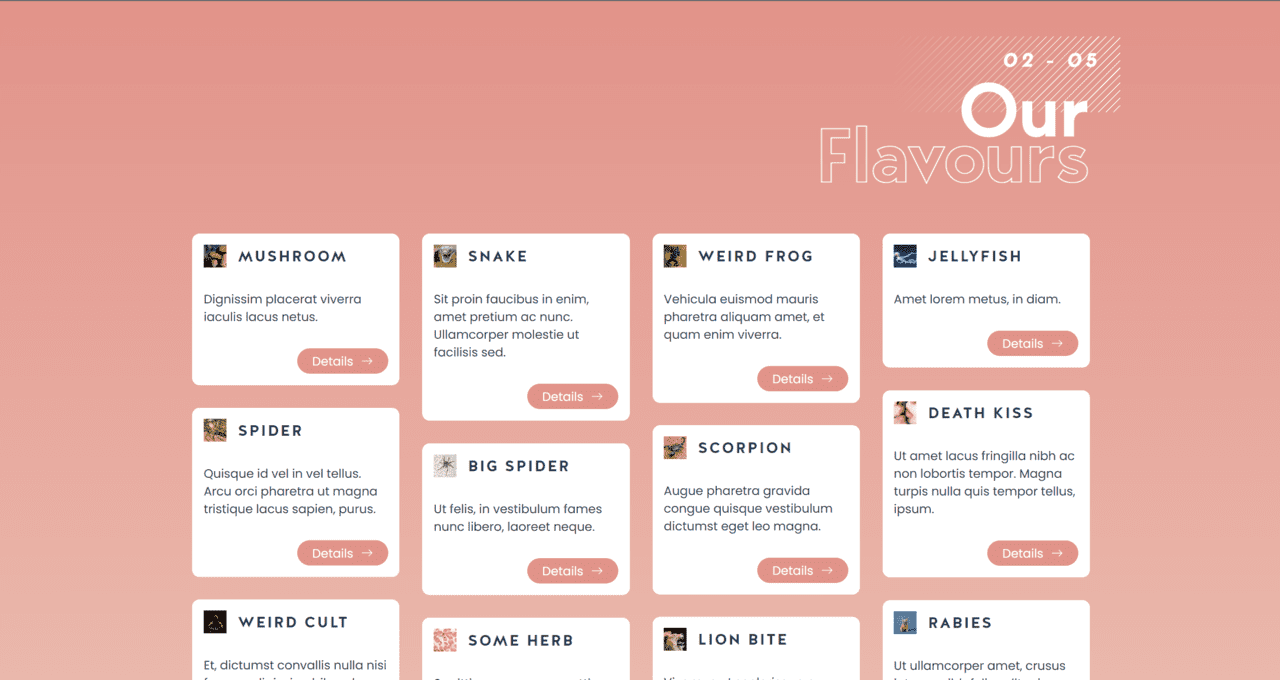 02 - 05
Our
Flavours
MUSHROOM
Dignissim placerat viverra
iaculis lacus netus.
Details
SPIDER
Quisque id vel in vel tellus.
Arcu orci pharetra ut magna
tristique lacus sapien, purus.
Details
WEIRD CULT
Et, dictumst convallis nulla nisi
SNAKE
Sit proin faucibus in enim,
amet pretium ac nunc.
Ullamcorper molestie ut
facilisis sed.
Details
BIG SPIDER
Ut felis, in vestibulum fames
nunc libero, laoreet neque.
Details
SOME HERB
WEIRD FROG
Vehicula euismod mauris
pharetra aliquam amet, et
quam enim viverra.
Details
SCORPION
Augue pharetra gravida
congue quisque vestibulum
dictumst eget leo magna.
Details
LION BITE
JELLYFISH
Amet lorem metus, in diam.
Details
DEATH KISS
Ut amet lacus fringilla nibh ac
non lobortis tempor. Magna
turpis nulla quis tempor tellus,
ipsum.
Details
RABIES
Ut ullamcorper amet, crusus